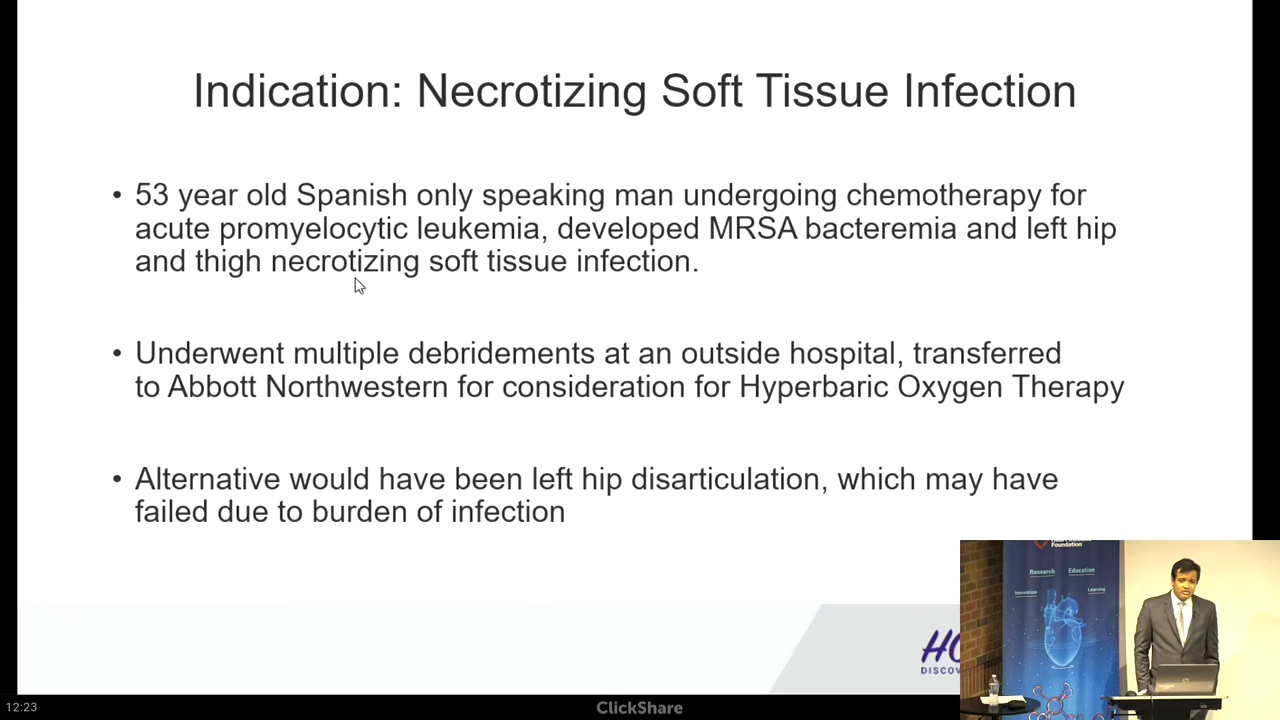 Indication: Necrotizing Soft Tissue Infection
• 53 year old Spanish only speaking man undergoing chemotherapy for
acute promyelocytic leukemia, developed MRSA bacteremia and left hip
and thigh necrotizing soft tissue infection.
• Underwent multiple debridements at an outside hospital, transferred
to Abbott Northwestern for consideration for Hyperbaric Oxygen Therapy
• Alternative would have been left hip disarticulation, which may have
failed due to burden of infection
Foundation
Research
Education
Innovation
Learning
12:23
ClickShare